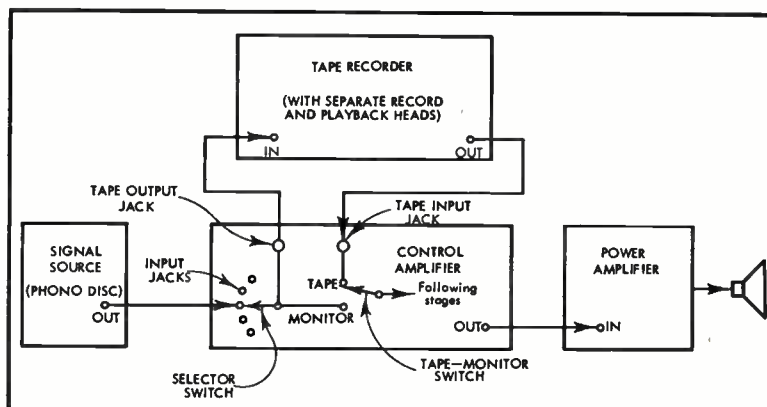 TAPE RECORDER
(WITH SEPARATE RECORD
AND PLAYBACK HEADS)
IN
OUT
TAPE OUTPUT
JACK
TAPE INPUT
JACK
SIGNAL
SOURCE
(PHONO DISC)
OUT
INPUT
JACKS
CONTROL
AMPLIFIER
TAPE
Following
stages
MONITOR
OUT
POWER
AMPLIFIER
IN
SELECTOR
SWITCH
TAPE—MONITOR
SWITCH